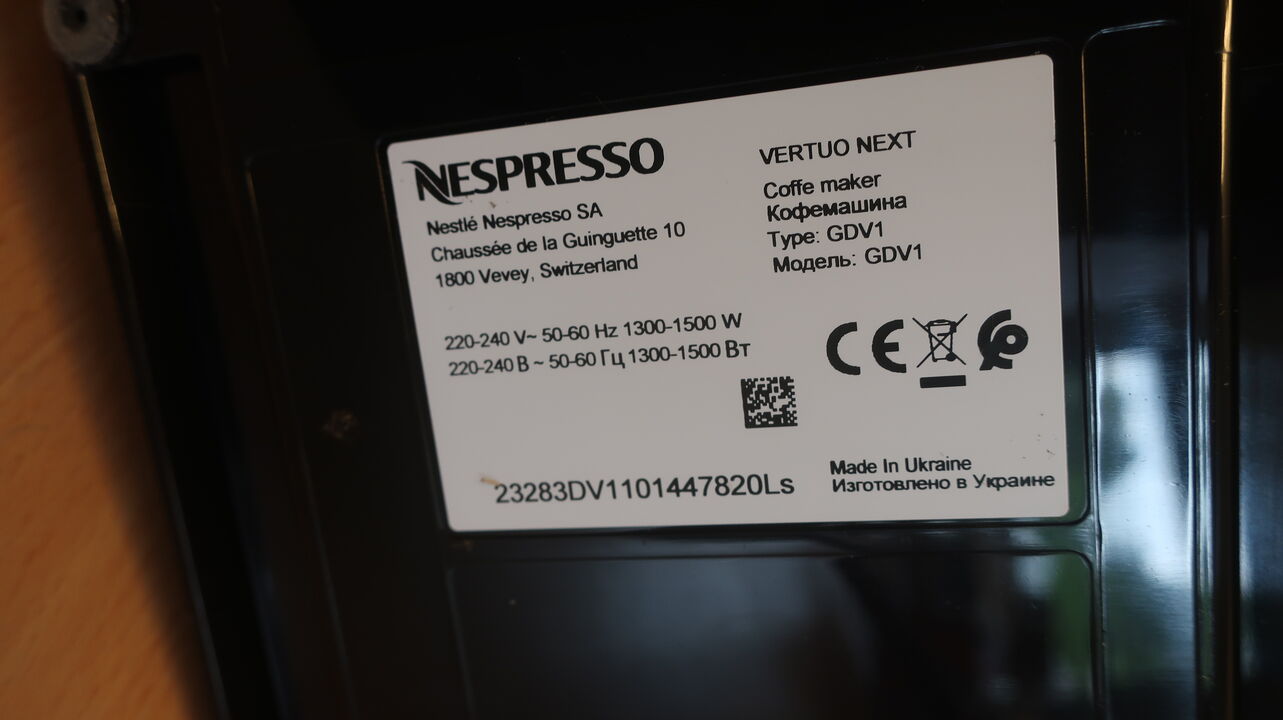 NESPRESSO
Nestlé Nespresso SA
Chaussée de la Guinguette 10
1800 Vevey, Switzerland
VERTUO NEXT
Coffe maker
Кофемашина
Type: GDV1
Модель: GDV1
220-240 V~ 50-60 Hz 1300-1500 W
220-240 В ~ 50-60 Гц 1300-1500 Вт
CE
23283DV1101447820Ls
Made In Ukraine
Изготовлено в Украине